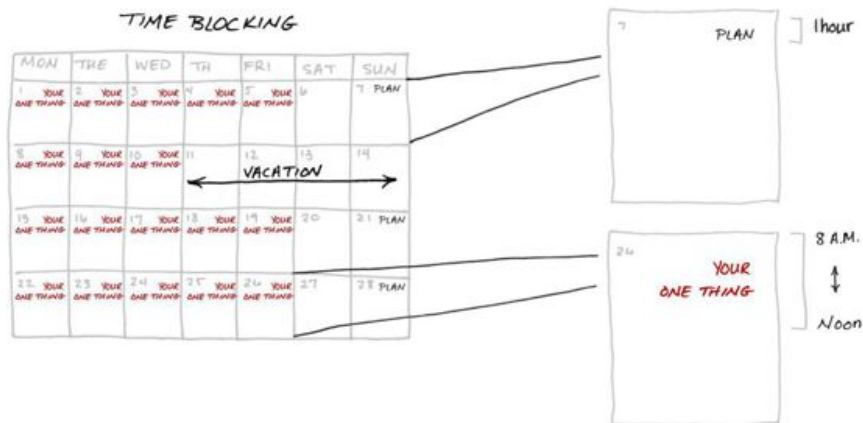 TIME BLOCKING
MON THE WED TH FRI SAT SUN
1 YOUR 2 YOUR 3 YOUR 4 YOUR 5 YOUR 6 7 PLAN
ONE THING ONE THING ONE THING ONE THING ONE THING
8 YOUR 9 YOUR 10 YOUR 11 12 13 14
ONE THING ONE THING ONE THING VACATION
15 YOUR 16 YOUR 17 YOUR 18 YOUR 19 YOUR 20 21 PLAN
ONE THING ONE THING ONE THING ONE THING ONE THING
22 YOUR 23 YOUR 24 YOUR 25 YOUR 26 YOUR 27 28 PLAN
ONE THING ONE THING ONE THING ONE THING ONE THING
7 PLAN 1 hour
26
YOUR
ONE THING
8 A.M.
Noon